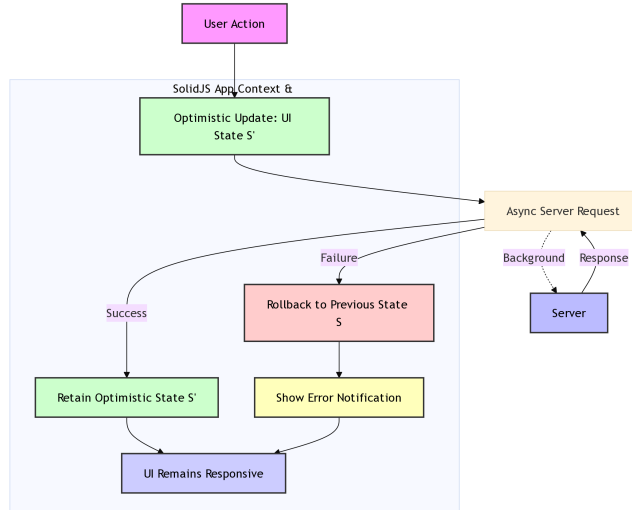 User Action
SolidJS App Context &
Optimistic Update: UI
State S'
Async Server Request
Failure
Background
Response
Success
Rollback to Previous State
S
Server
Retain Optimistic State S'
Show Error Notification
UI Remains Responsive